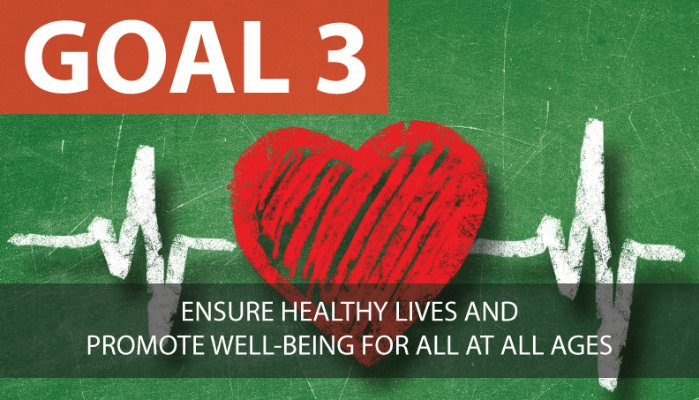 GOAL 3
ENSURE HEALTHY LIVES AND
PROMOTE WELL-BEING FOR ALL AT ALL AGES